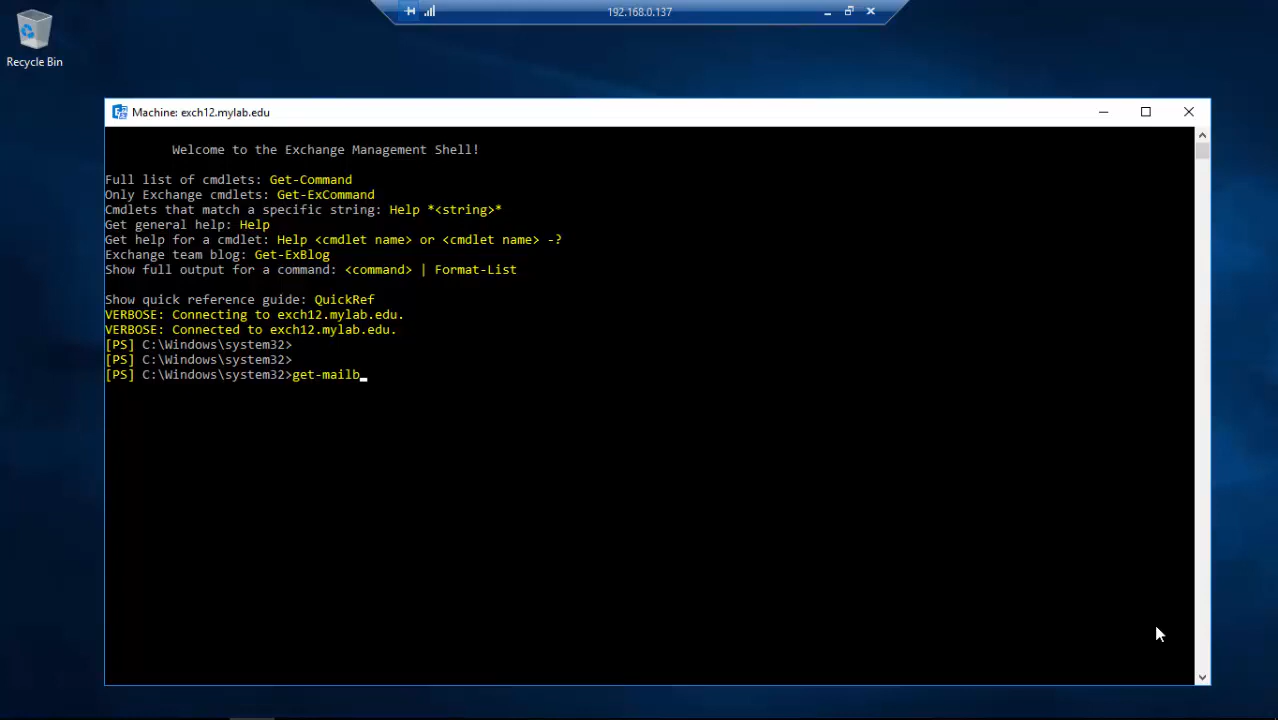 192.168.0.137
Recycle Bin
Machine: exch12.mylab.edu
Welcome to the Exchange Management Shell!
Full list of cmdlets: Get-Command
Only Exchange cmdlets: Get-ExCommand
Cmdlets that match a specific string: Help *<string>*
Get general help: Help
Get help for a cmdlet: Help <cmdlet name> or <cmdlet name> -?
Exchange team blog: Get-ExBlog
Show full output for a command: <command> | Format-List
Show quick reference guide: QuickRef
VERBOSE: Connecting to exch12.mylab.edu.
VERBOSE: Connected to exch12.mylab.edu.
[PS] C:\Windows\system32>
[PS] C:\Windows\system32>
[PS] C:\Windows\system32>get-mailb_